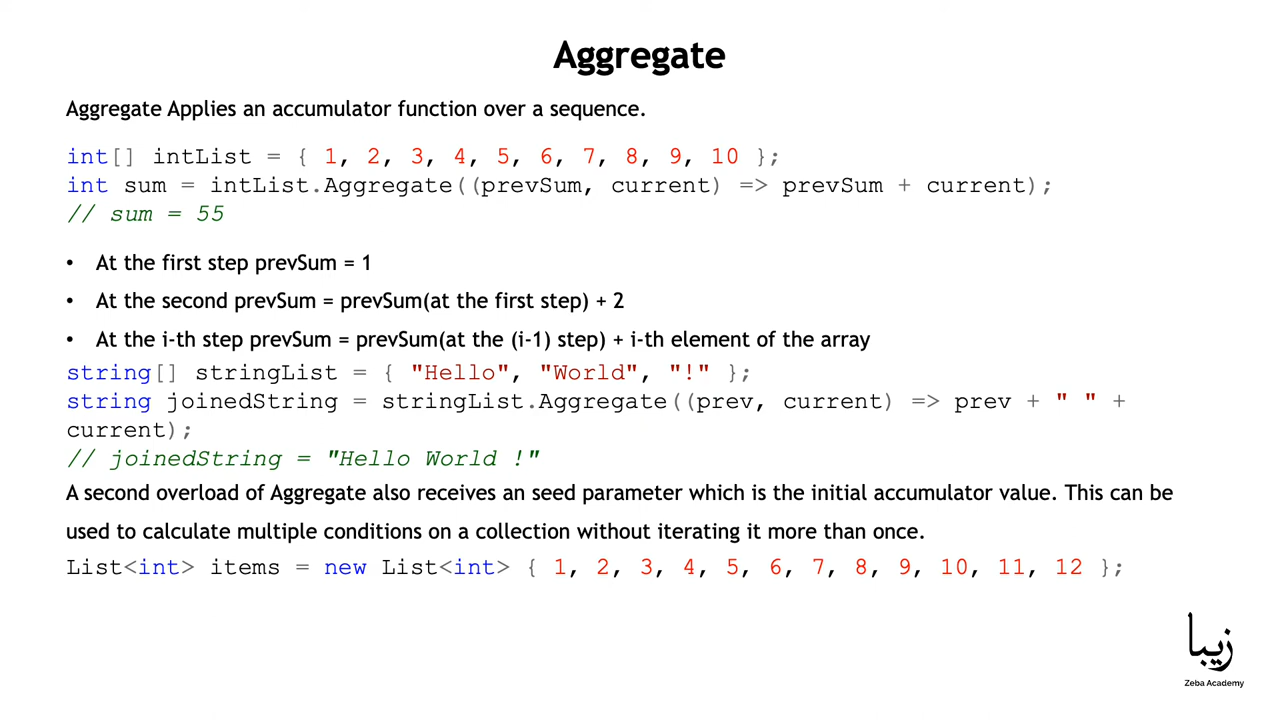 Aggregate
Aggregate Applies an accumulator function over a sequence.
int[] intList = { 1, 2, 3, 4, 5, 6, 7, 8, 9, 10 };
int sum = intList.Aggregate((prevSum, current) => prevSum + current);
// sum = 55
• At the first step prevSum = 1
• At the second prevSum = prevSum(at the first step) + 2
• At the i-th step prevSum = prevSum(at the (i-1) step) + i-th element of the array
string[] stringList = { "Hello", "World", "!" };
string joinedString = stringList.Aggregate((prev, current) => prev + " " +
current);
// joinedString = "Hello World !"
A second overload of Aggregate also receives an seed parameter which is the initial accumulator value. This can be
used to calculate multiple conditions on a collection without iterating it more than once.
List<int> items = new List<int> { 1, 2, 3, 4, 5, 6, 7, 8, 9, 10, 11, 12 };
زیبا
Zeba Academy